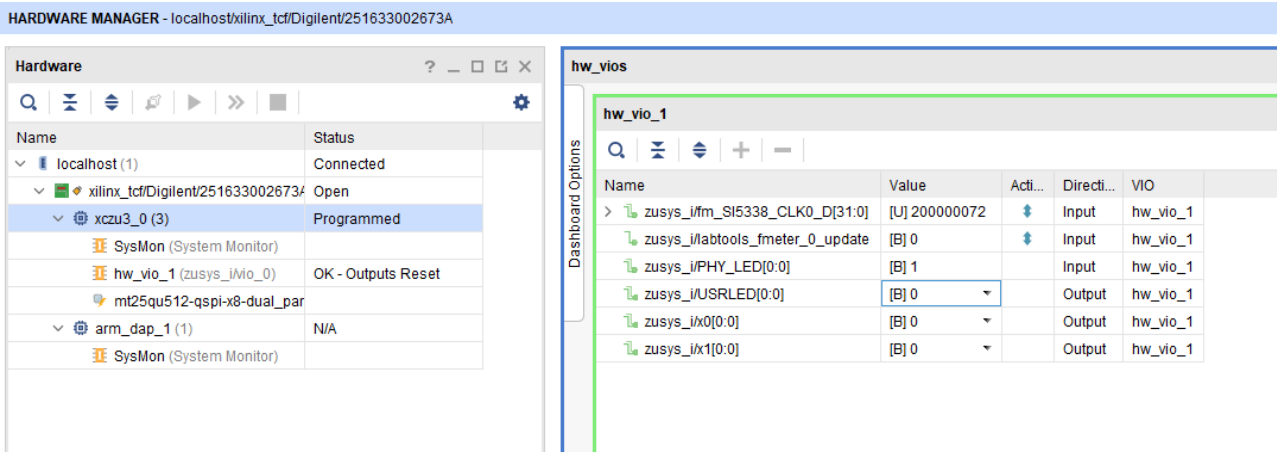 HARDWARE MANAGER - localhost/xilinx_tcf/Digilent/251633002673A
Hardware
Name Status
localhost (1) Connected
xilinx_tcf/Digilent/251633002673A Open
xczu3_0 (3) Programmed
SysMon (System Monitor)
hw_vio_1 (zusys_i/vio_0) OK - Outputs Reset
mt25qu512-qspi-x8-dual_par
arm_dap_1 (1) N/A
SysMon (System Monitor)
hw_vios
Dashboard Options
hw_vio_1
Name Value Acti... Directi... VIO
zusys_i/fm_SI5338_CLK0_D[31:0] [U] 200000072 Input hw_vio_1
zusys_i/labtools_fmeter_0_update [B] 0 Input hw_vio_1
zusys_i/PHY_LED[0:0] [B] 1 Input hw_vio_1
zusys_i/USRLED[0:0] [B] 0 Output hw_vio_1
zusys_i/x0[0:0] [B] 0 Output hw_vio_1
zusys_i/x1[0:0] [B] 0 Output hw_vio_1